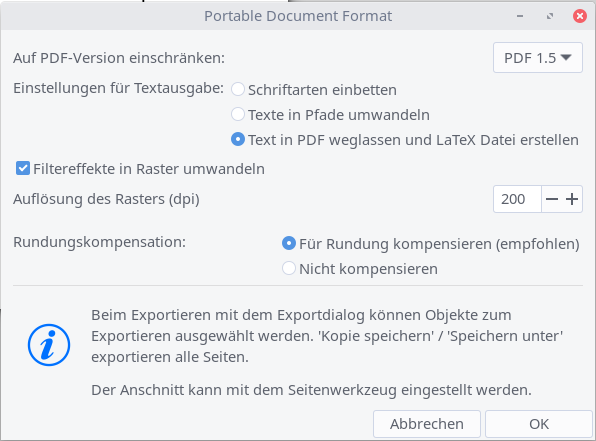 Portable Document Format
Auf PDF-Version einschränken:
PDF 1.5
Einstellungen für Textausgabe:
Schriftarten einbetten
Texte in Pfade umwandeln
Text in PDF weglassen und LaTeX Datei erstellen
Filtereffekte in Raster umwandeln
Auflösung des Rasters (dpi)
200
Rundungskompensation:
Für Rundung kompensieren (empfohlen)
Nicht kompensieren
Beim Exportieren mit dem Exportdialog können Objekte zum
Exportieren ausgewählt werden. 'Kopie speichern' / 'Speichern unter'
exportieren alle Seiten.
Der Anschnitt kann mit dem Seitenwerkzeug eingestellt werden.
Abbrechen
OK